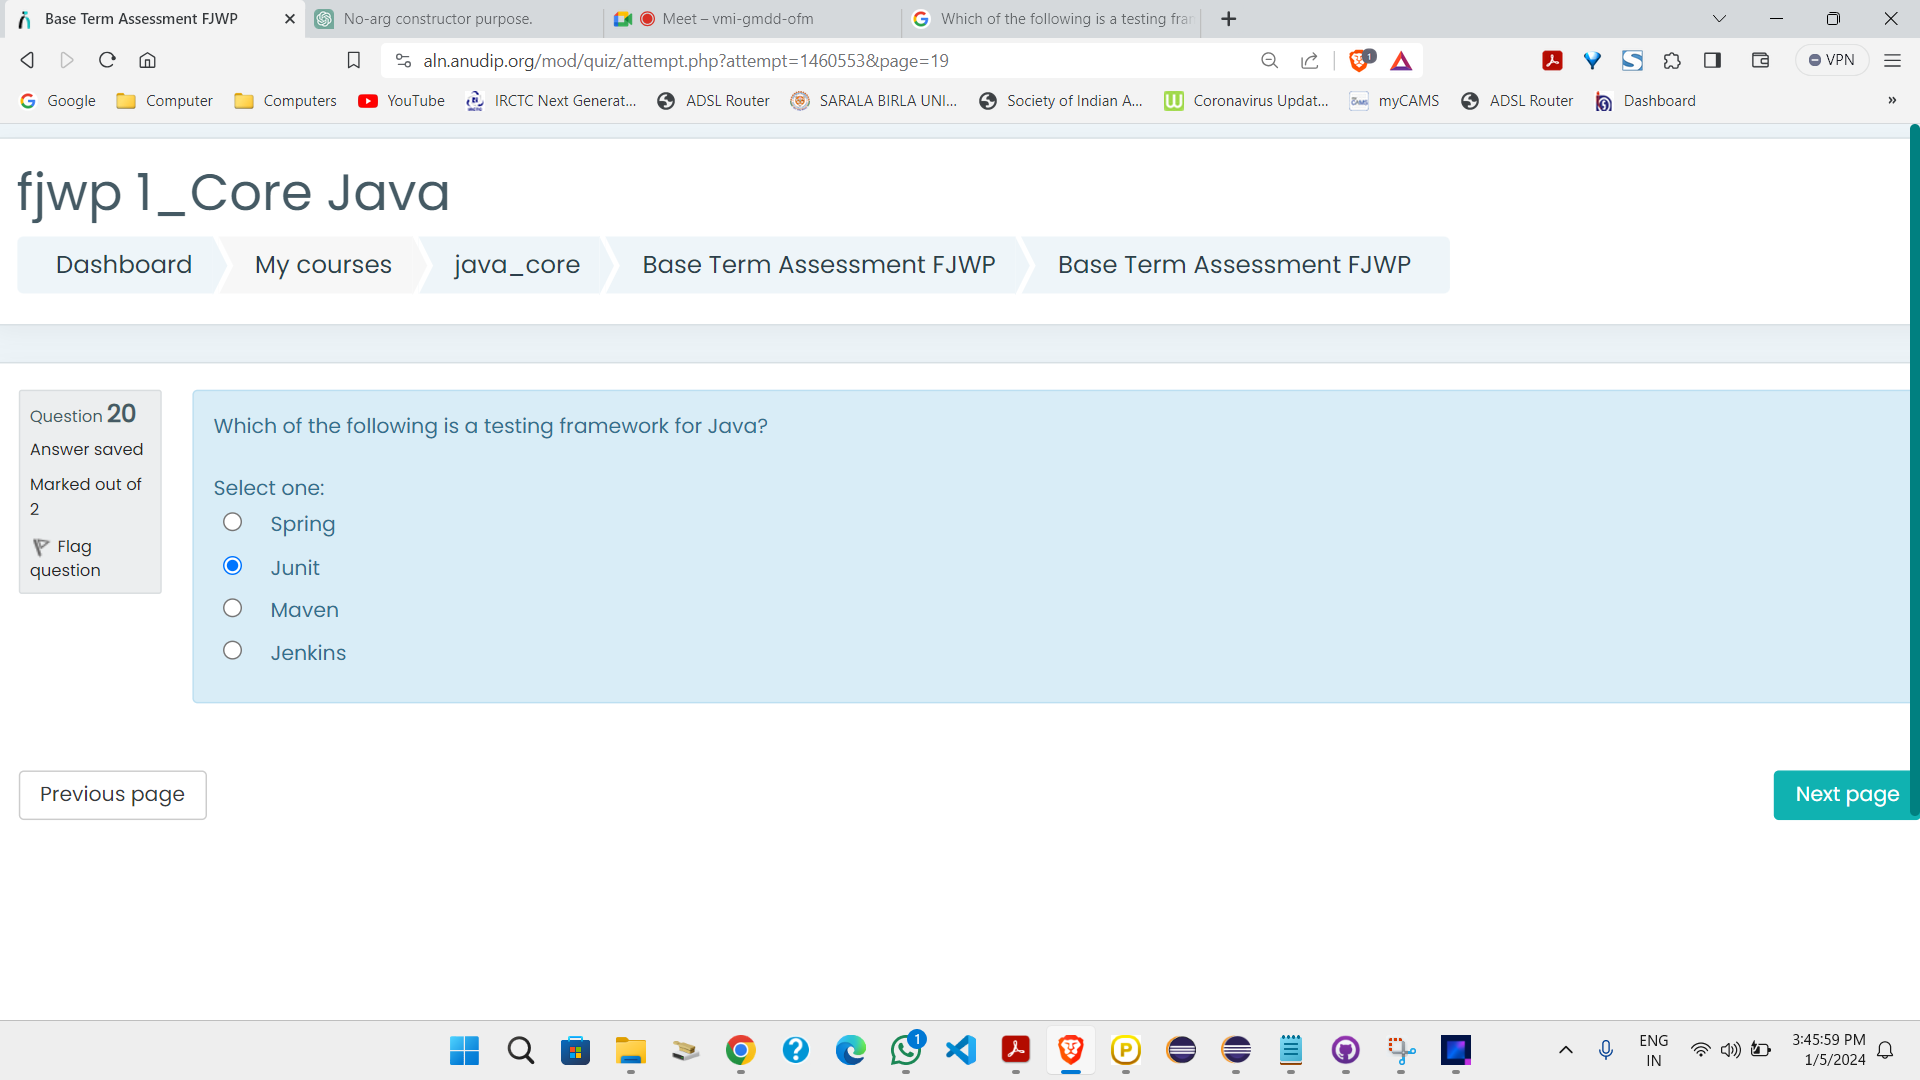 Base Term Assessment FJWP
No-arg constructor purpose.
Meet – vmi-gmdd-ofm
Which of the following is a testing fra
aln.anudip.org/mod/quiz/attempt.php?attempt=1460553&page=19
1
VPN
Google
Computer
Computers
YouTube
IRCTC Next Generat...
ADSL Router
SARALA BIRLA UNI...
Society of Indian A...
Coronavirus Updat...
myCAMS
ADSL Router
Dashboard
»
fjwp 1_Core Java
Dashboard
My courses
java_core
Base Term Assessment FJWP
Base Term Assessment FJWP
Question 20
Answer saved
Marked out of
2
Flag
question
Which of the following is a testing framework for Java?
Select one:
Spring
Junit
Maven
Jenkins
Previous page
Next page
1
ENG
IN
3:45:59 PM
1/5/2024